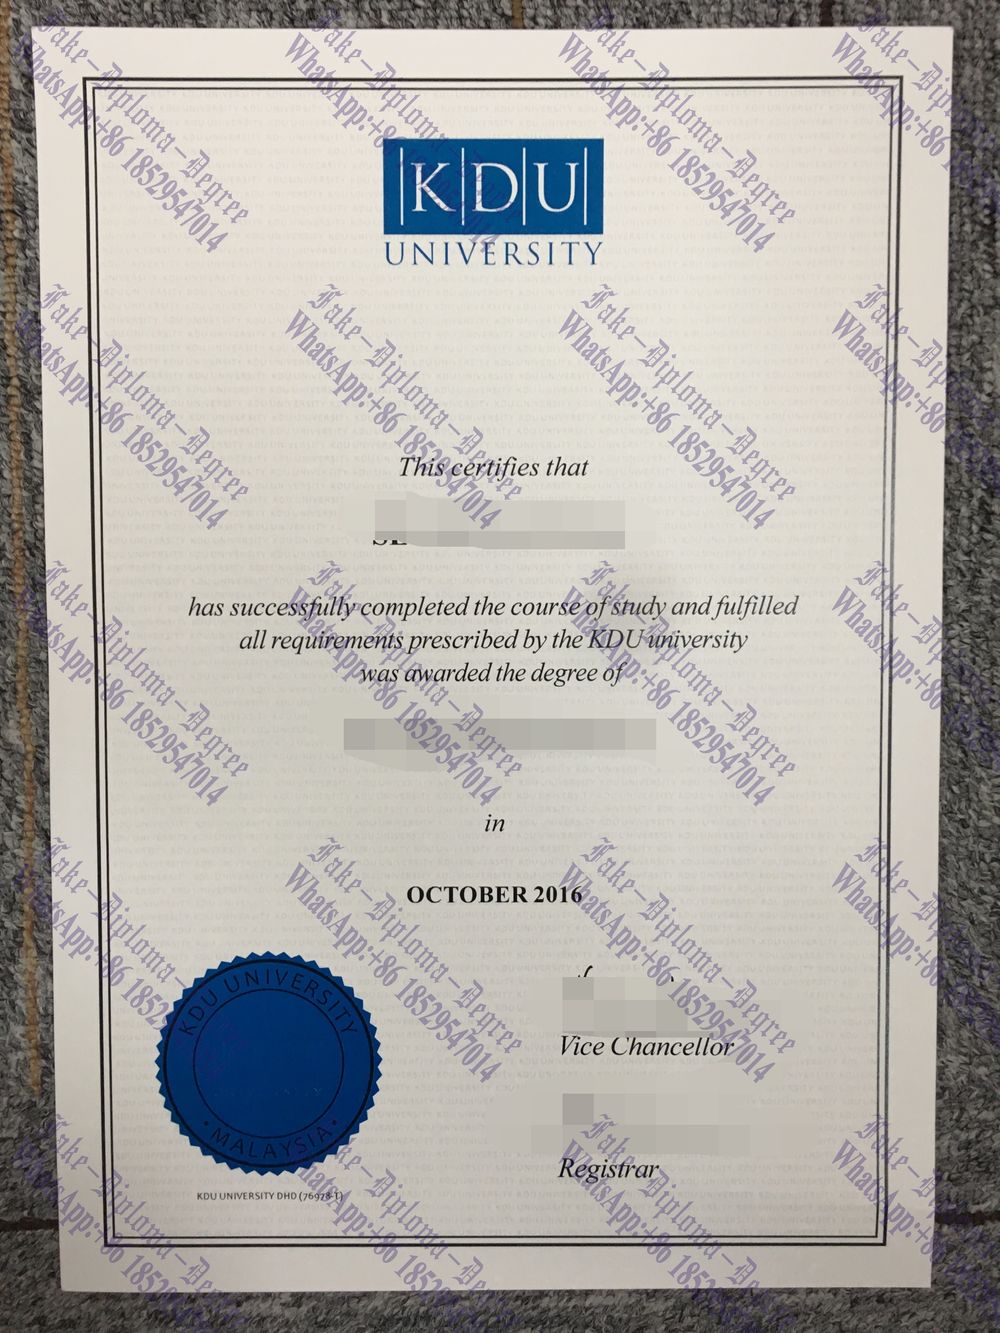 |K|D|U|
UNIVERSITY
This certifies that
has successfully completed the course of study and fulfilled
all requirements prescribed by the KDU university
was awarded the degree of
in
OCTOBER 2016
Vice Chancellor
Registrar
KDU UNIVERSITY
· MALAYSIA ·
KDU UNIVERSITY DHD (76978-T)
Fake-Diploma-Degree
WhatsApp:+86 18529547014